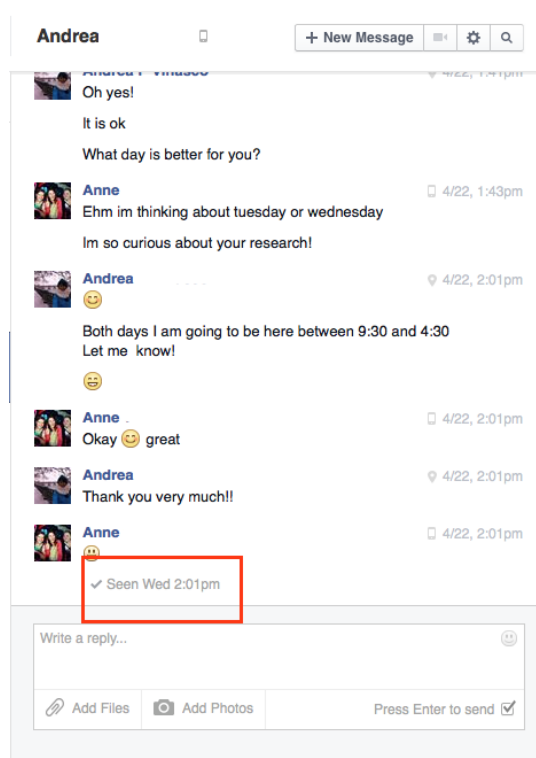 Andrea
+ New Message
4/22, 1:41pm
Oh yes!
It is ok
What day is better for you?
Anne
4/22, 1:43pm
Ehm im thinking about tuesday or wednesday
Im so curious about your research!
Andrea
4/22, 2:01pm
Both days I am going to be here between 9:30 and 4:30
Let me know!
Anne
4/22, 2:01pm
Okay great
Andrea
4/22, 2:01pm
Thank you very much!!
Anne
4/22, 2:01pm
Seen Wed 2:01pm
Write a reply...
Add Files
Add Photos
Press Enter to send